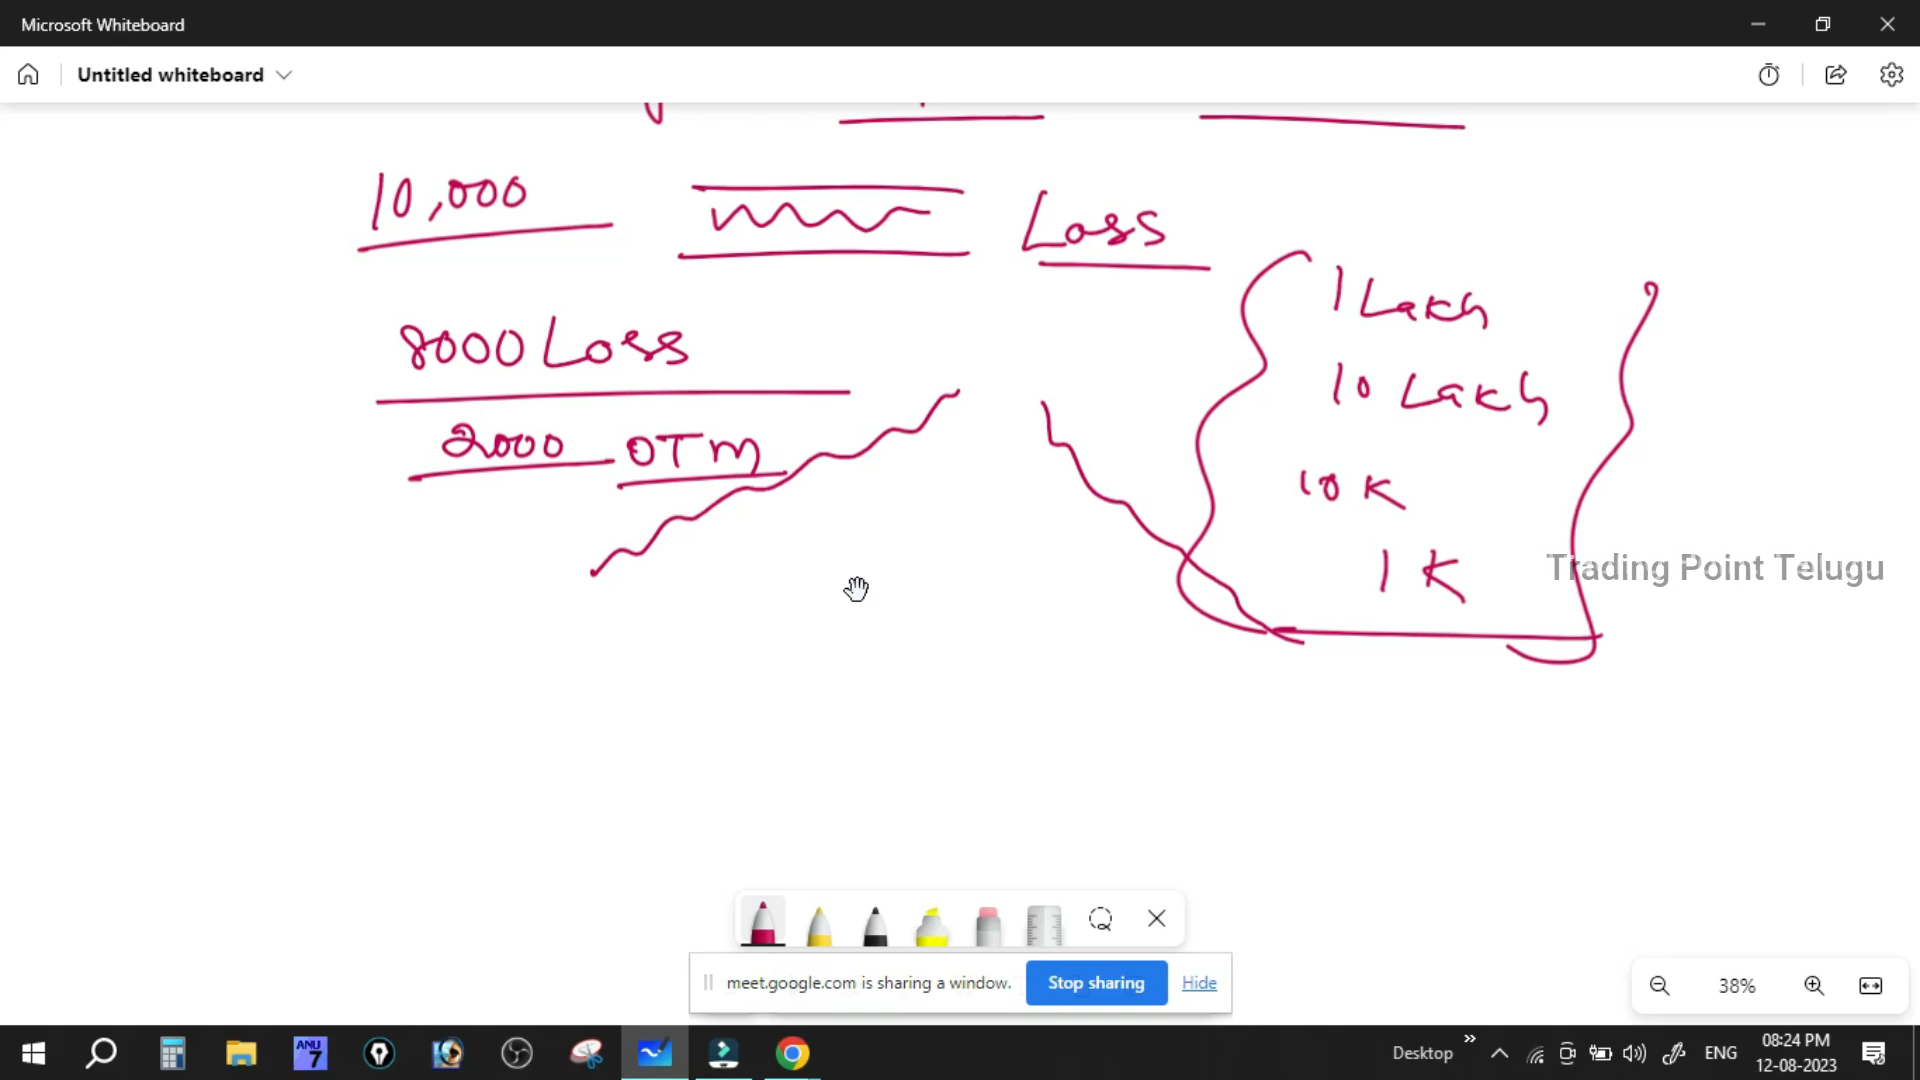 Microsoft Whiteboard
Untitled whiteboard
10,000
Loss
1 Lakh
8000 Loss
10 Lakh
2000 OTM
10 K
1 K
Trading Point Telugu
meet.google.com is sharing a window. Stop sharing Hide
38%
ANU 7
Desktop
ENG
08:24 PM
12-08-2023